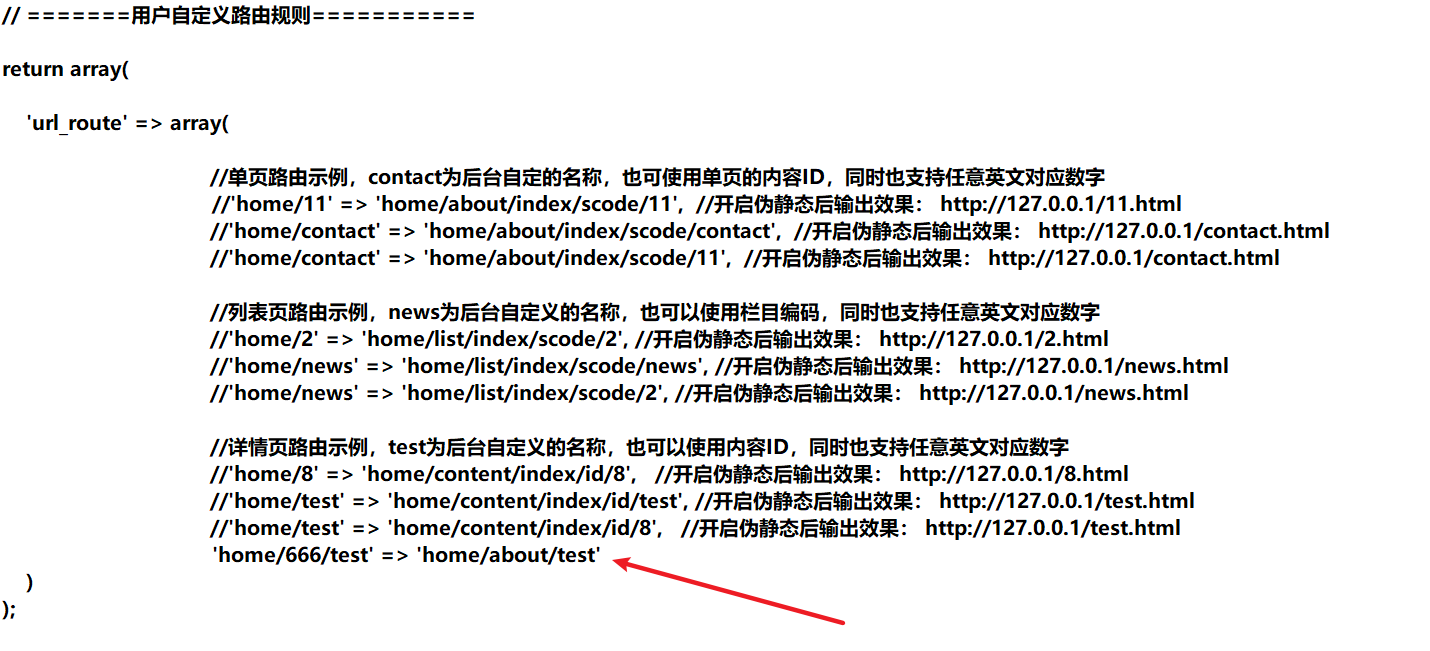 // =======用户自定义路由规则===========
return array(
'url_route' => array(
//单页路由示例，contact为后台自定的名称，也可使用单页的内容ID，同时也支持任意英文对应数字
//'home/11' => 'home/about/index/scode/11',  //开启伪静态后输出效果： http://127.0.0.1/11.html
//'home/contact' => 'home/about/index/scode/contact',  //开启伪静态后输出效果： http://127.0.0.1/contact.html
//'home/contact' => 'home/about/index/scode/11',  //开启伪静态后输出效果： http://127.0.0.1/contact.html
//列表页路由示例，news为后台自定义的名称，也可以使用栏目编码，同时也支持任意英文对应数字
//'home/2' => 'home/list/index/scode/2', //开启伪静态后输出效果： http://127.0.0.1/2.html
//'home/news' => 'home/list/index/scode/news', //开启伪静态后输出效果： http://127.0.0.1/news.html
//'home/news' => 'home/list/index/scode/2', //开启伪静态后输出效果： http://127.0.0.1/news.html
//详情页路由示例，test为后台自定义的名称，也可以使用内容ID，同时也支持任意英文对应数字
//'home/8' => 'home/content/index/id/8',   //开启伪静态后输出效果： http://127.0.0.1/8.html
//'home/test' => 'home/content/index/id/test', //开启伪静态后输出效果： http://127.0.0.1/test.html
//'home/test' => 'home/content/index/id/8',   //开启伪静态后输出效果： http://127.0.0.1/test.html
'home/666/test' => 'home/about/test'
)
);